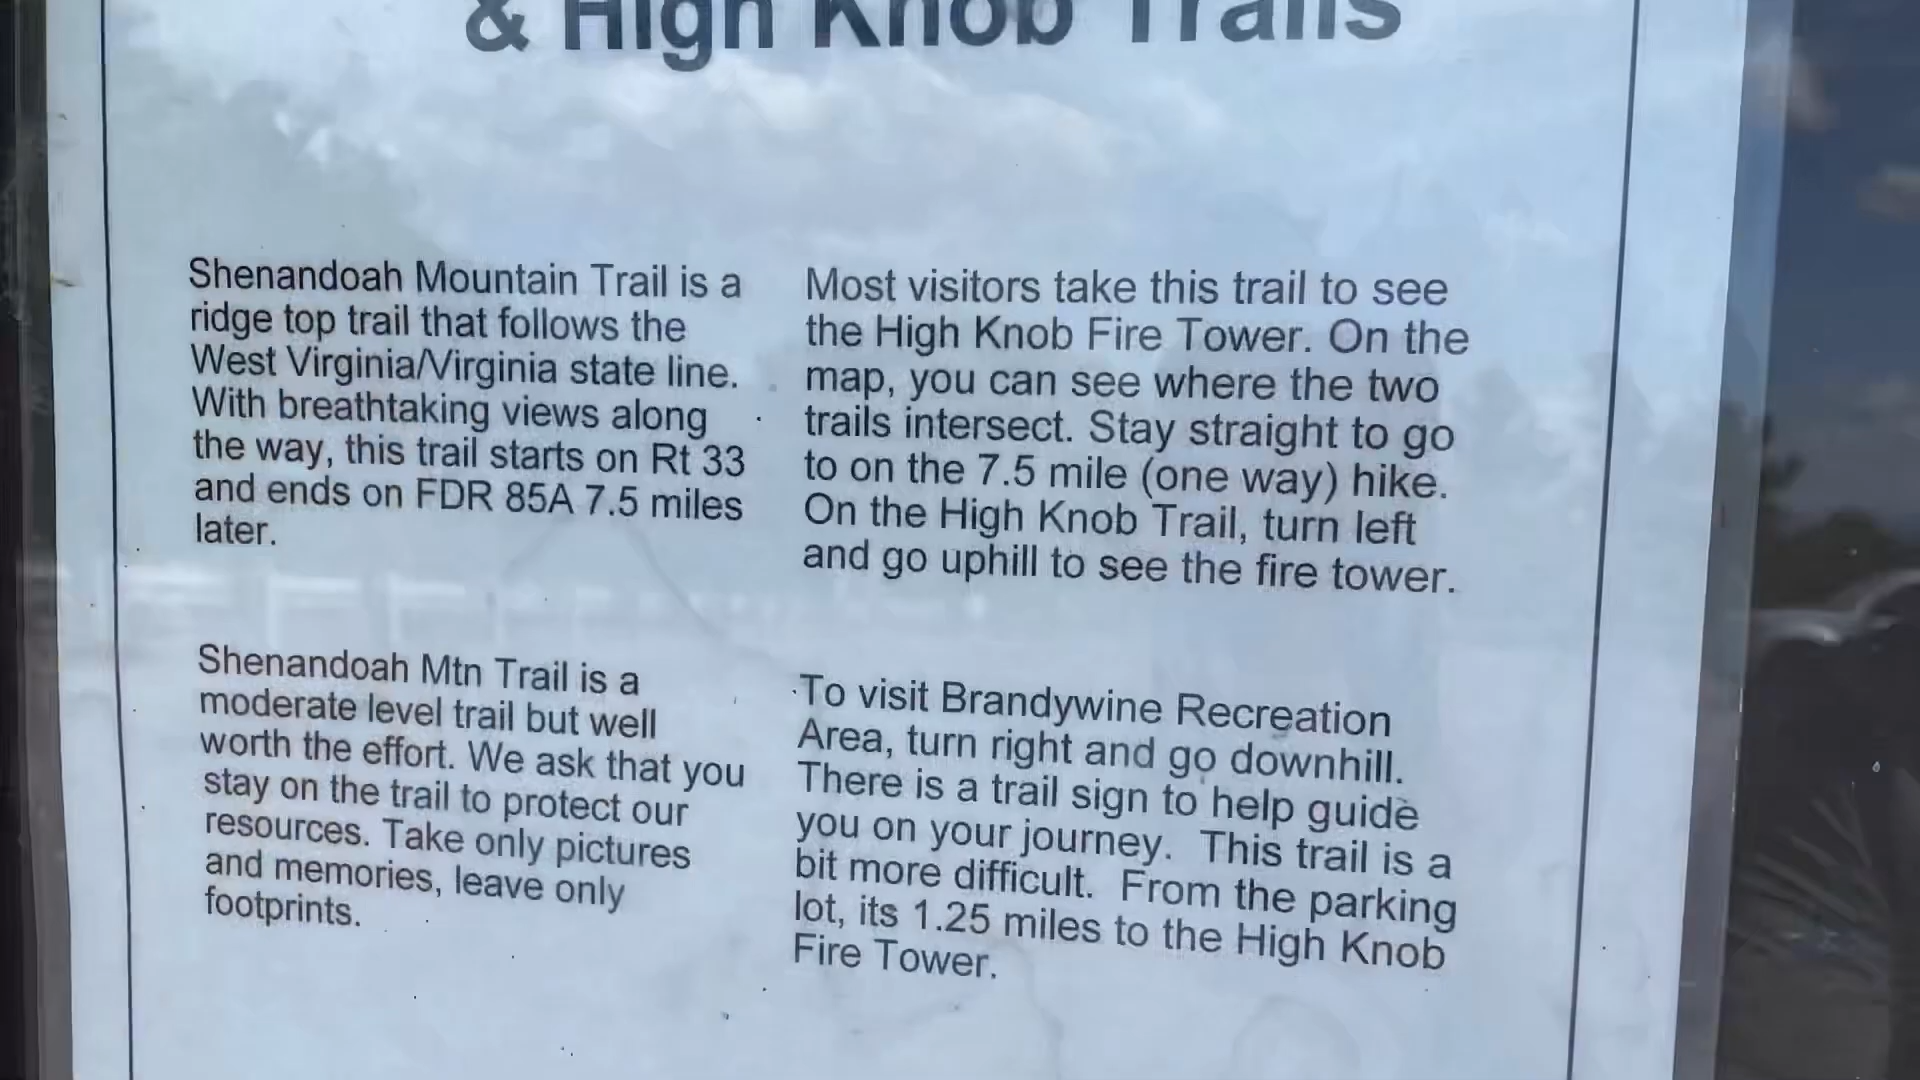 & High Knob Trails
Shenandoah Mountain Trail is a
ridge top trail that follows the
West Virginia/Virginia state line.
With breathtaking views along
the way, this trail starts on Rt 33
and ends on FDR 85A 7.5 miles
later.
Shenandoah Mtn Trail is a
moderate level trail but well
worth the effort. We ask that you
stay on the trail to protect our
resources. Take only pictures
and memories, leave only
footprints.
Most visitors take this trail to see
the High Knob Fire Tower. On the
map, you can see where the two
trails intersect. Stay straight to go
to on the 7.5 mile (one way) hike.
On the High Knob Trail, turn left
and go uphill to see the fire tower.
To visit Brandywine Recreation
Area, turn right and go downhill.
There is a trail sign to help guide
you on your journey. This trail is a
bit more difficult. From the parking
lot, its 1.25 miles to the High Knob
Fire Tower.